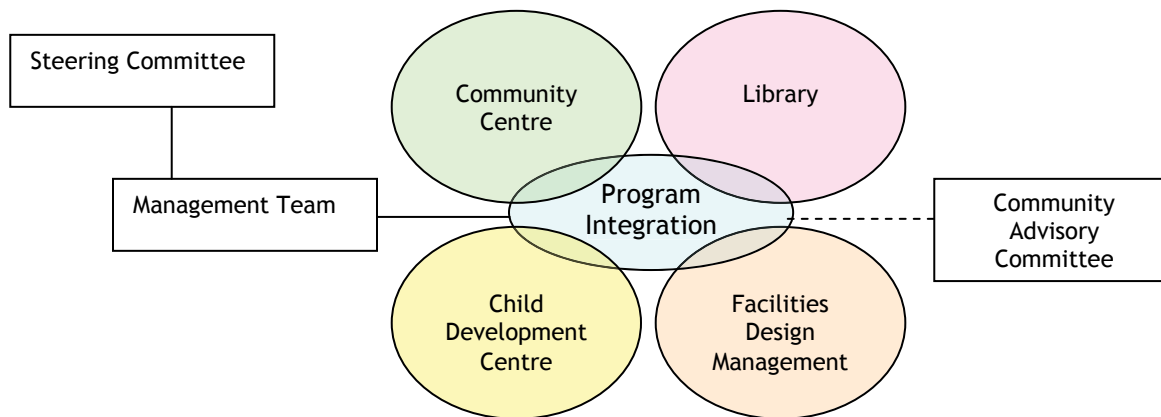 Steering Committee
Community
Centre
Library
Management Team
Program
Integration
Community
Advisory
Committee
Child
Development
Centre
Facilities
Design
Management